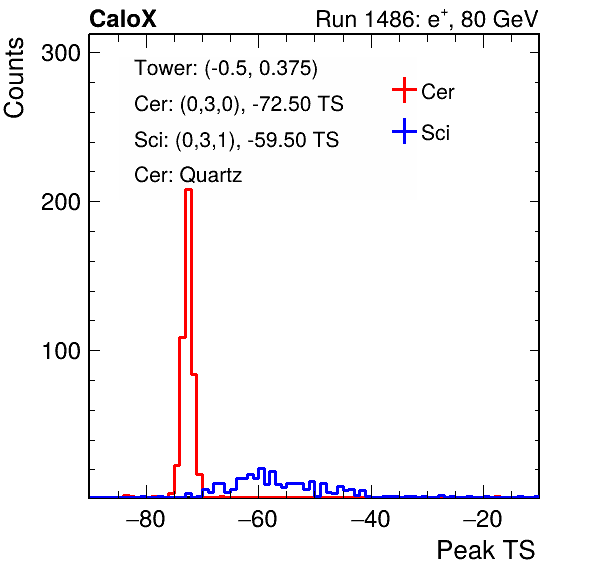 CaloX Run 1486: e⁺, 80 GeV
Counts
Tower: (-0.5, 0.375)
Cer: (0,3,0), -72.50 TS
Sci: (0,3,1), -59.50 TS
Cer: Quartz
Cer
Sci
300
200
100
−80 −60 −40 −20
Peak TS